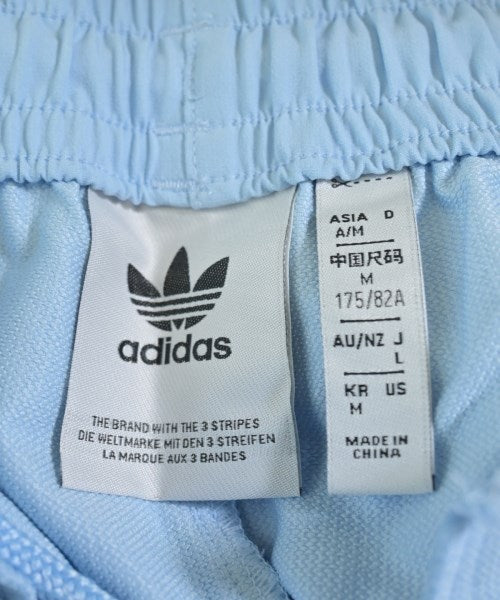 adidas
THE BRAND WITH THE 3 STRIPES
DIE WELTMARKE MIT DEN 3 STREIFEN
LA MARQUE AUX 3 BANDES
ASIA D
A/M
中国尺码
M
175/82A
AU/NZ J
L
KR US
M
MADE IN
CHINA